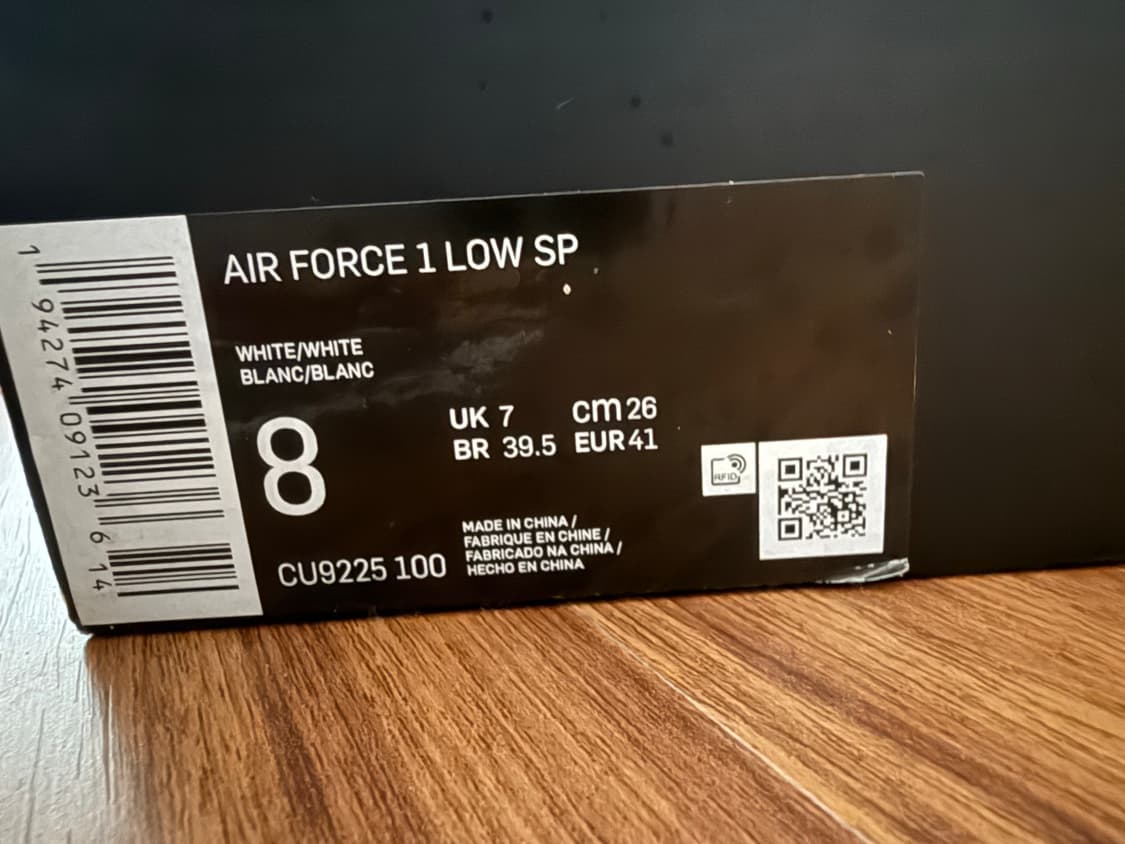 AIR FORCE 1 LOW SP
WHITE/WHITE
BLANC/BLANC
8
UK 7 cm 26
BR 39.5 EUR 41
MADE IN CHINA /
FABRIQUE EN CHINE /
FABRICADO NA CHINA /
HECHO EN CHINA
CU9225 100
RFID
1 94274 09123 6 14